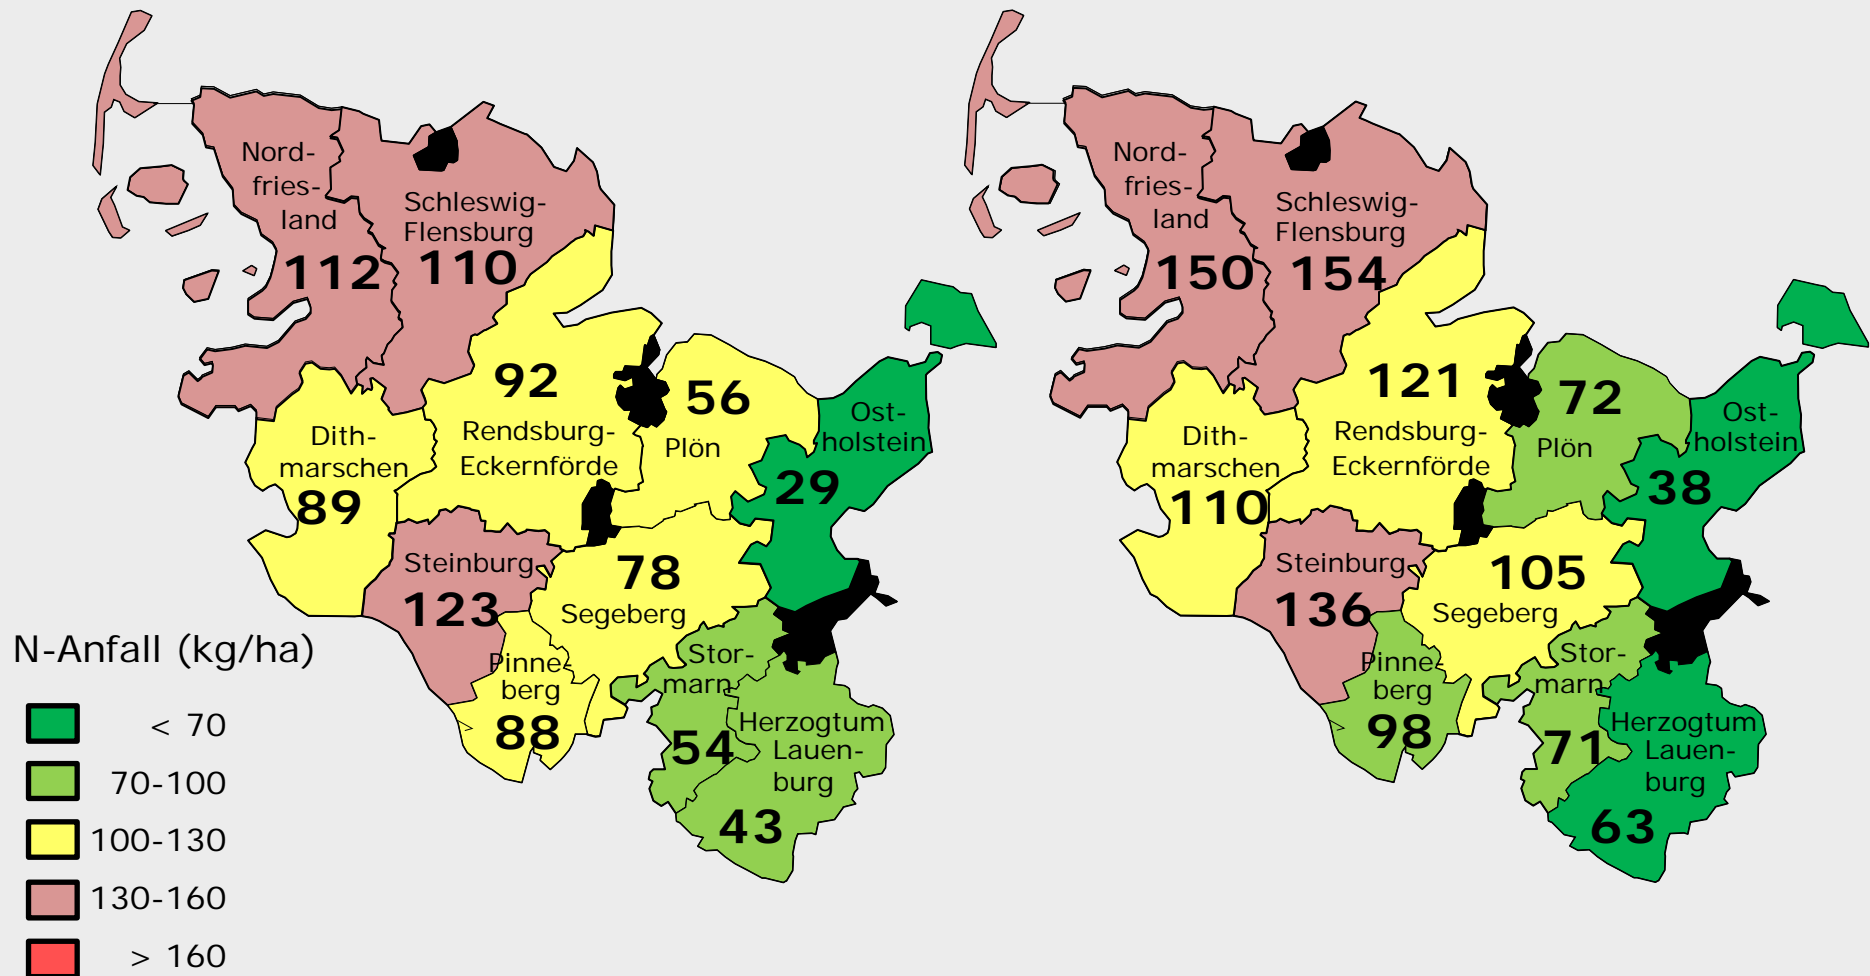 Nord-
fries-
land
112
Schleswig-
Flensburg
110
92
Rendsburg-
Eckernförde
56
Plön
Ost-
holstein
29
Dith-
marschen
89
Steinburg
123
78
Segeberg
Pinne-
berg
88
Stor-
marn
54
Herzogtum
Lauen-
burg
43
Nord-
fries-
land
150
Schleswig-
Flensburg
154
121
Rendsburg-
Eckernförde
72
Plön
Ost-
holstein
38
Dith-
marschen
110
Steinburg
136
105
Segeberg
Pinne-
berg
98
Stor-
marn
71
Herzogtum
Lauen-
burg
63
N-Anfall (kg/ha)
< 70
70-100
100-130
130-160
> 160